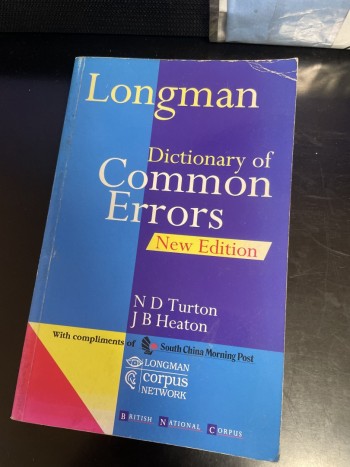 Longman
Dictionary of
Common
Errors
New Edition
N D Turton
J B Heaton
With compliments of South China Morning Post
LONGMAN
corpus
NETWORK
BRITISH NATIONAL CORPUS